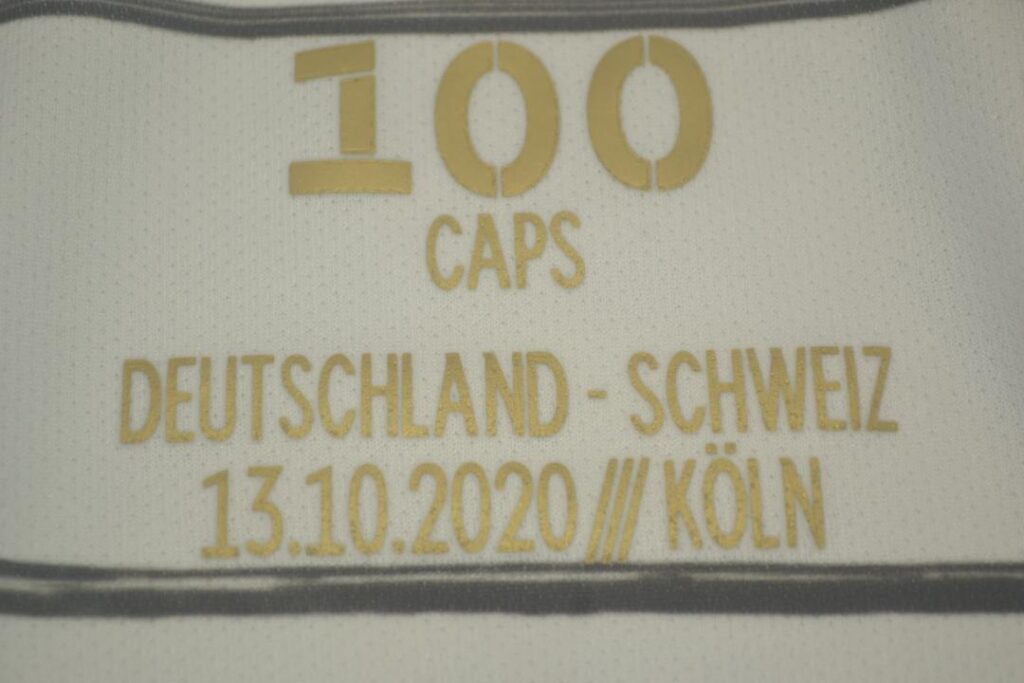 100
CAPS
DEUTSCHLAND - SCHWEIZ
13.10.2020 /// KÖLN